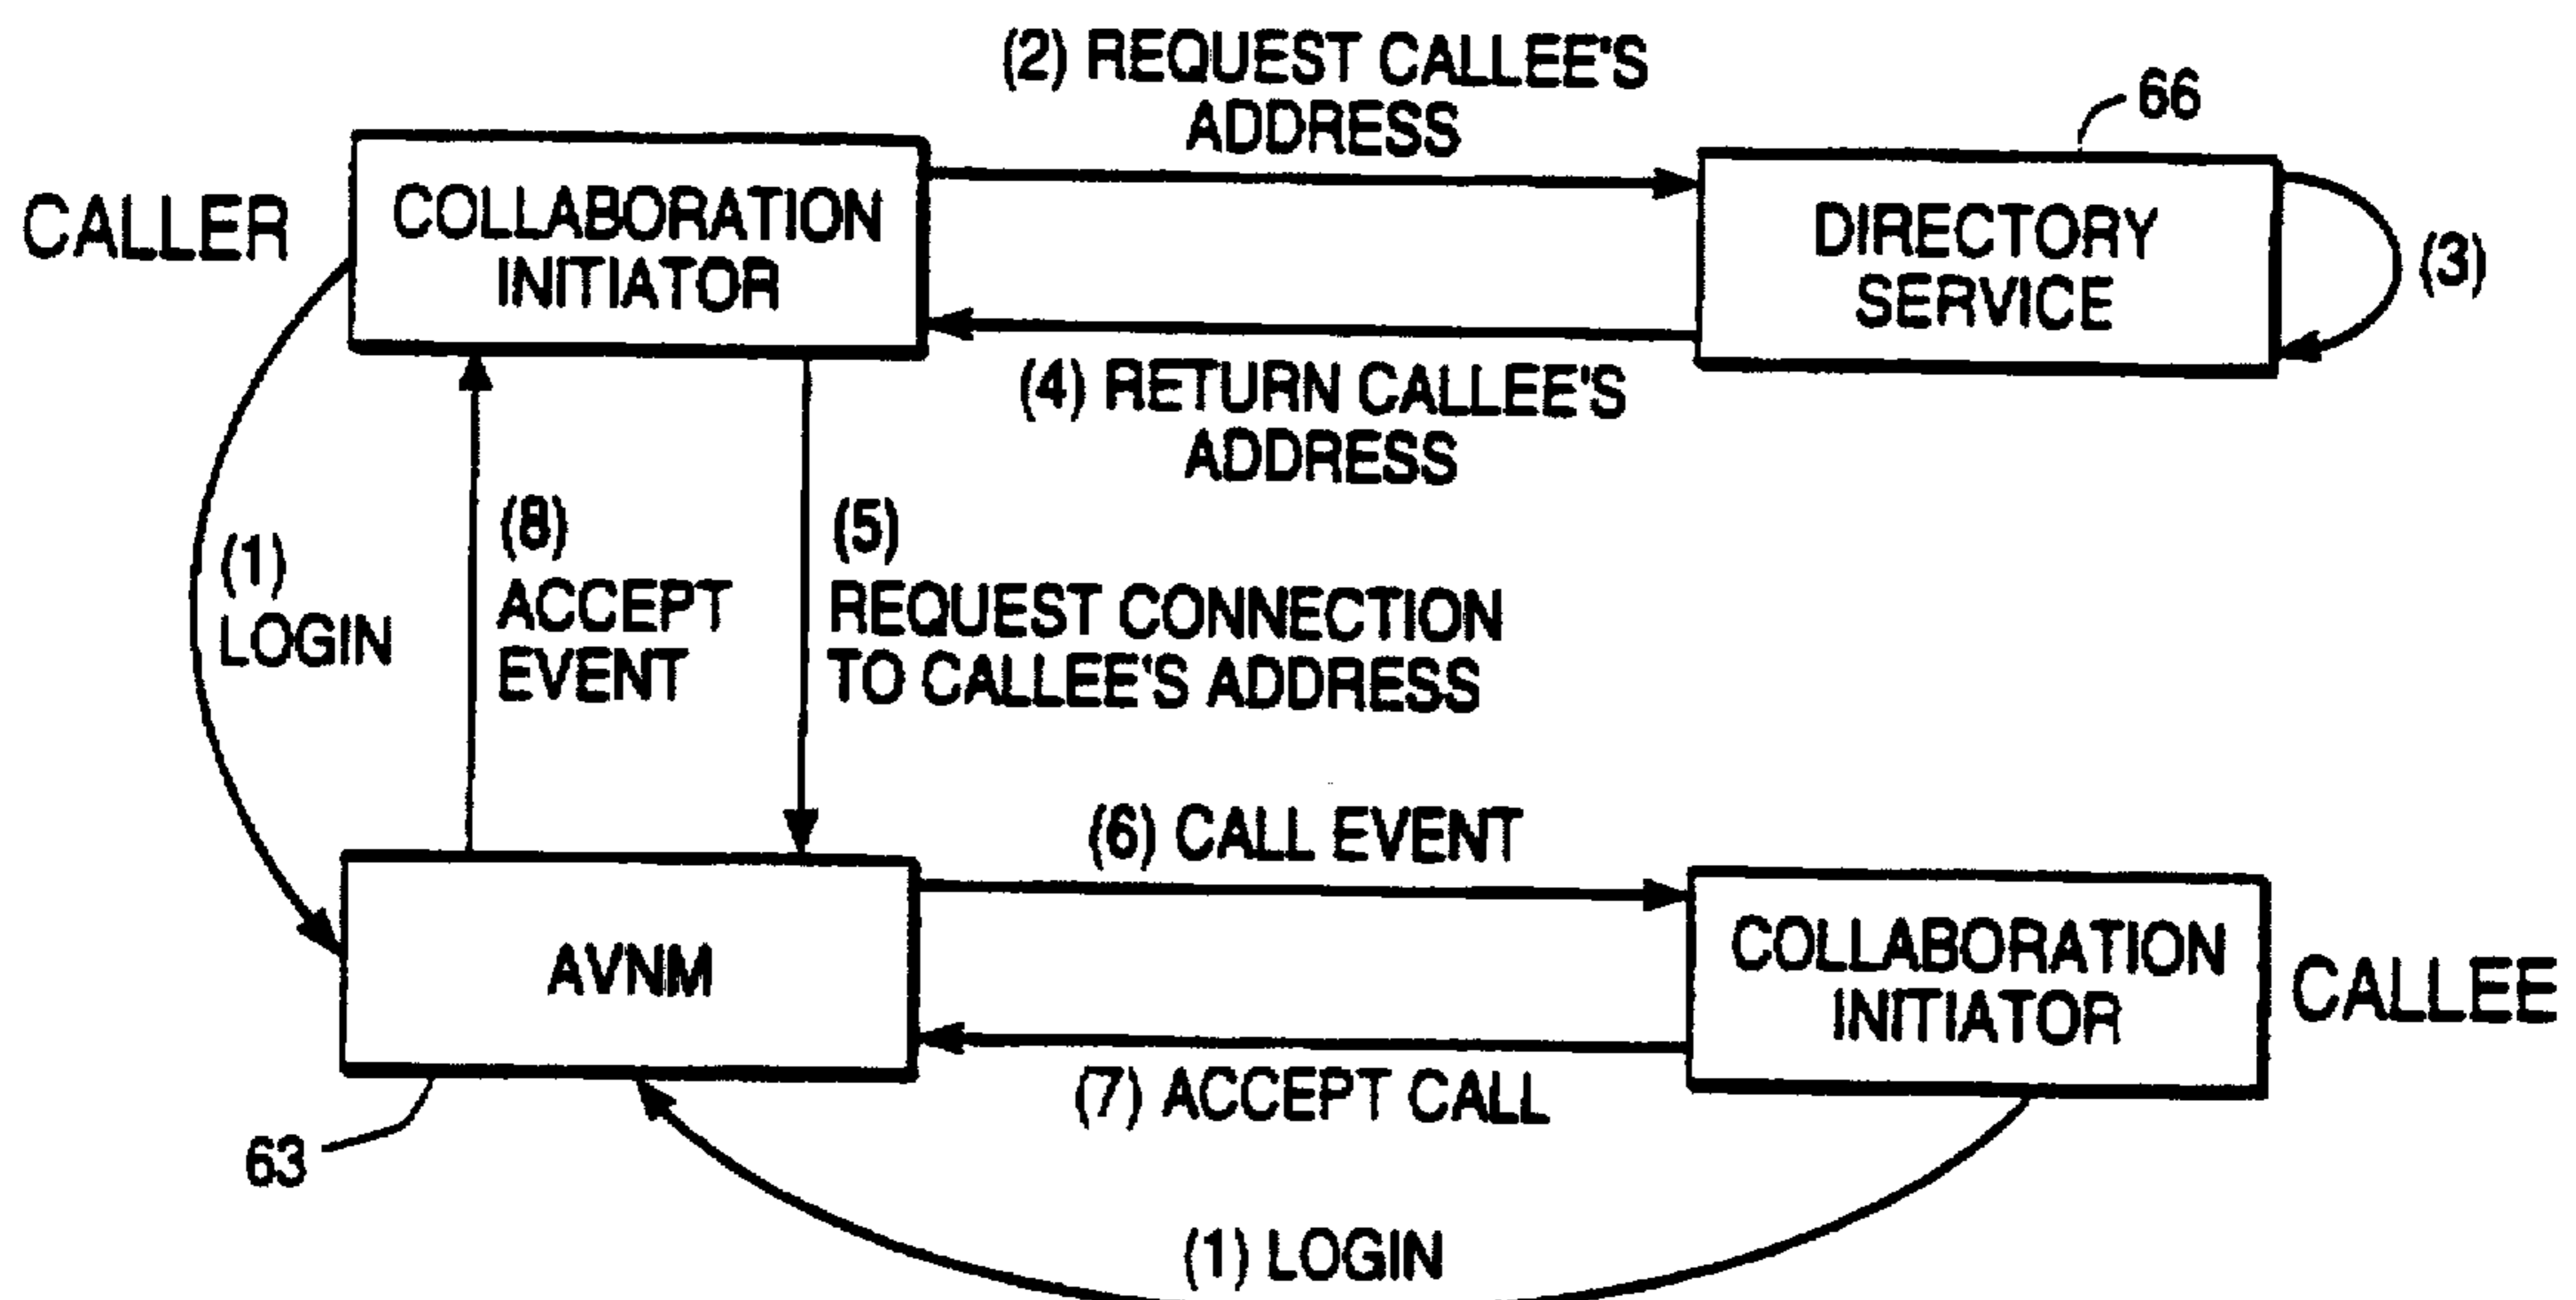 (2) REQUEST CALLEE'S
ADDRESS
66
CALLER
COLLABORATION
INITIATOR
DIRECTORY
SERVICE
(3)
(4) RETURN CALLEE'S
ADDRESS
(1)
LOGIN
(8)
ACCEPT
EVENT
(5)
REQUEST CONNECTION
TO CALLEE'S ADDRESS
(6) CALL EVENT
AVNM
COLLABORATION
INITIATOR
CALLEE
(7) ACCEPT CALL
63
(1) LOGIN